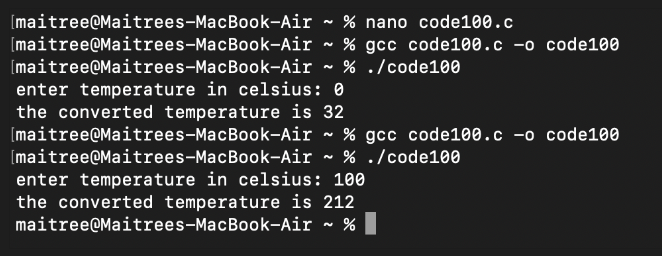 [maitree@Maitrees-MacBook-Air ~ % nano code100.c
[maitree@Maitrees-MacBook-Air ~ % gcc code100.c -o code100
[maitree@Maitrees-MacBook-Air ~ % ./code100
enter temperature in celsius: 0
the converted temperature is 32
[maitree@Maitrees-MacBook-Air ~ % gcc code100.c -o code100
[maitree@Maitrees-MacBook-Air ~ % ./code100
enter temperature in celsius: 100
the converted temperature is 212
maitree@Maitrees-MacBook-Air ~ %